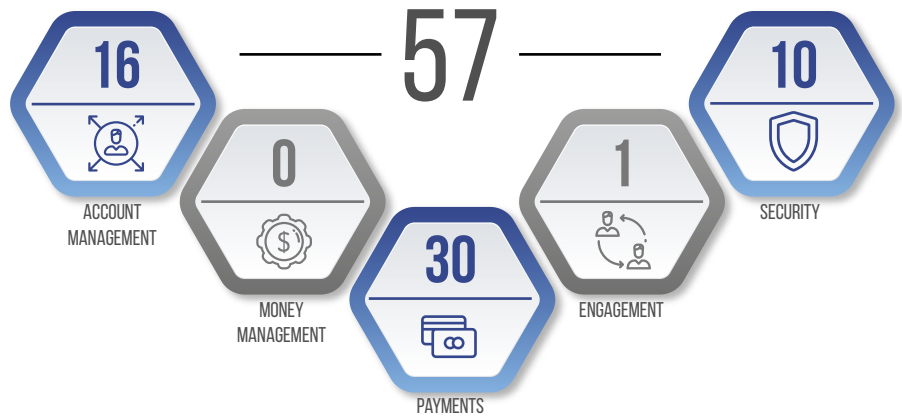 57
16
ACCOUNT
MANAGEMENT
0
$
MONEY
MANAGEMENT
30
PAYMENTS
1
ENGAGEMENT
10
SECURITY